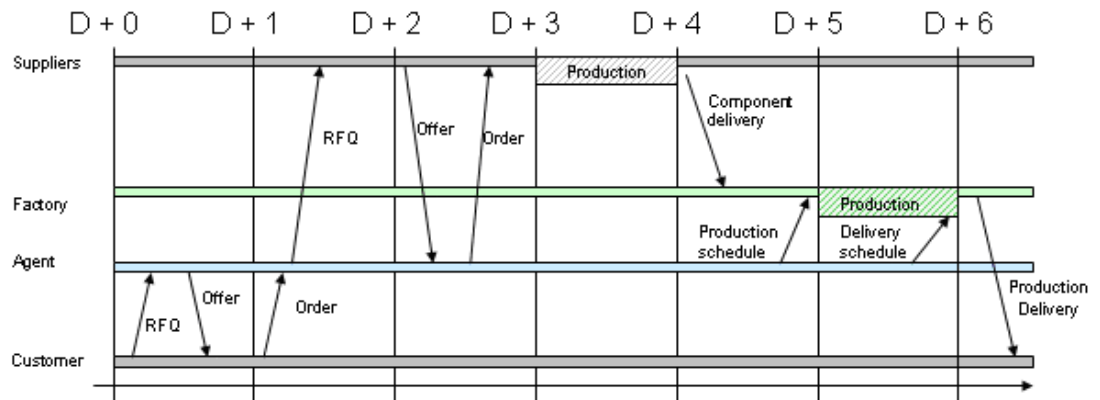 D + 0 D + 1 D + 2 D + 3 D + 4 D + 5 D + 6
Suppliers
Production
Component
delivery
RFQ
Offer
Order
Factory
Production
Production
schedule
Delivery
schedule
Agent
RFQ
Offer
Order
Production
Delivery
Customer